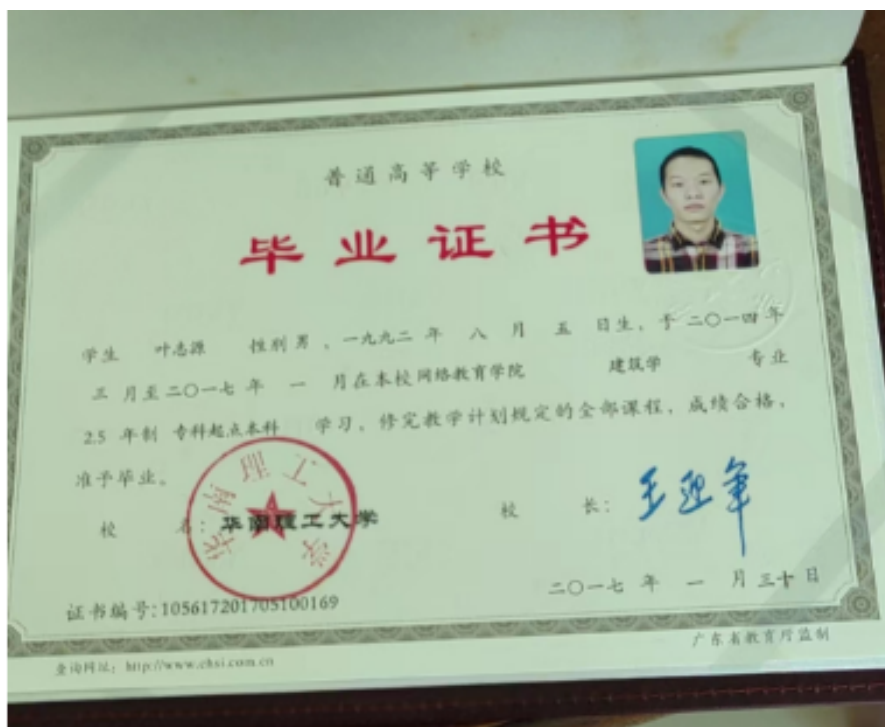 普通高等学校
毕业证书
学生 叶志源 性别 男 ，一九九二 年 八 月 五 日生，于 二〇一四 年
三 月至 二〇一七 年 一 月在本校 网络教育学院 建筑学 专业
2.5 年制 专科起点本科 学习，修完教学计划规定的全部课程，成绩合格，
准予毕业。
校 名：华南理工大学 校 长：王迎军
华南理工大学
二〇一七 年 一 月 三十 日
证书编号:105617201705100169
广东省教育厅监制
查询网址：http://www.chsi.com.cn